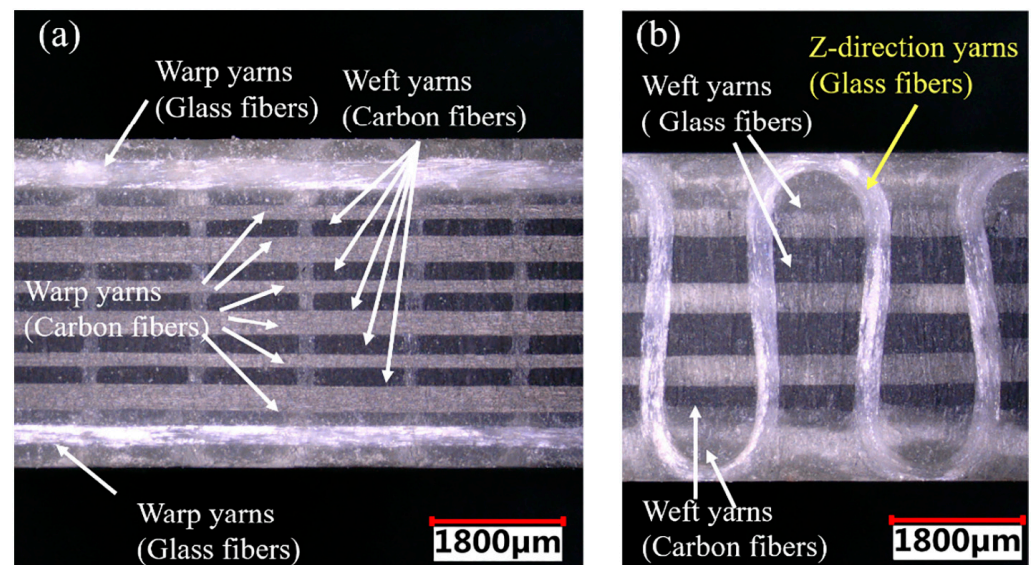 (a)
Warp yarns
(Glass fibers)
Weft yarns
(Carbon fibers)
Warp yarns
(Carbon fibers)
Warp yarns
(Glass fibers)
1800μm
(b)
Z-direction yarns
(Glass fibers)
Weft yarns
( Glass fibers)
Weft yarns
(Carbon fibers)
1800μm